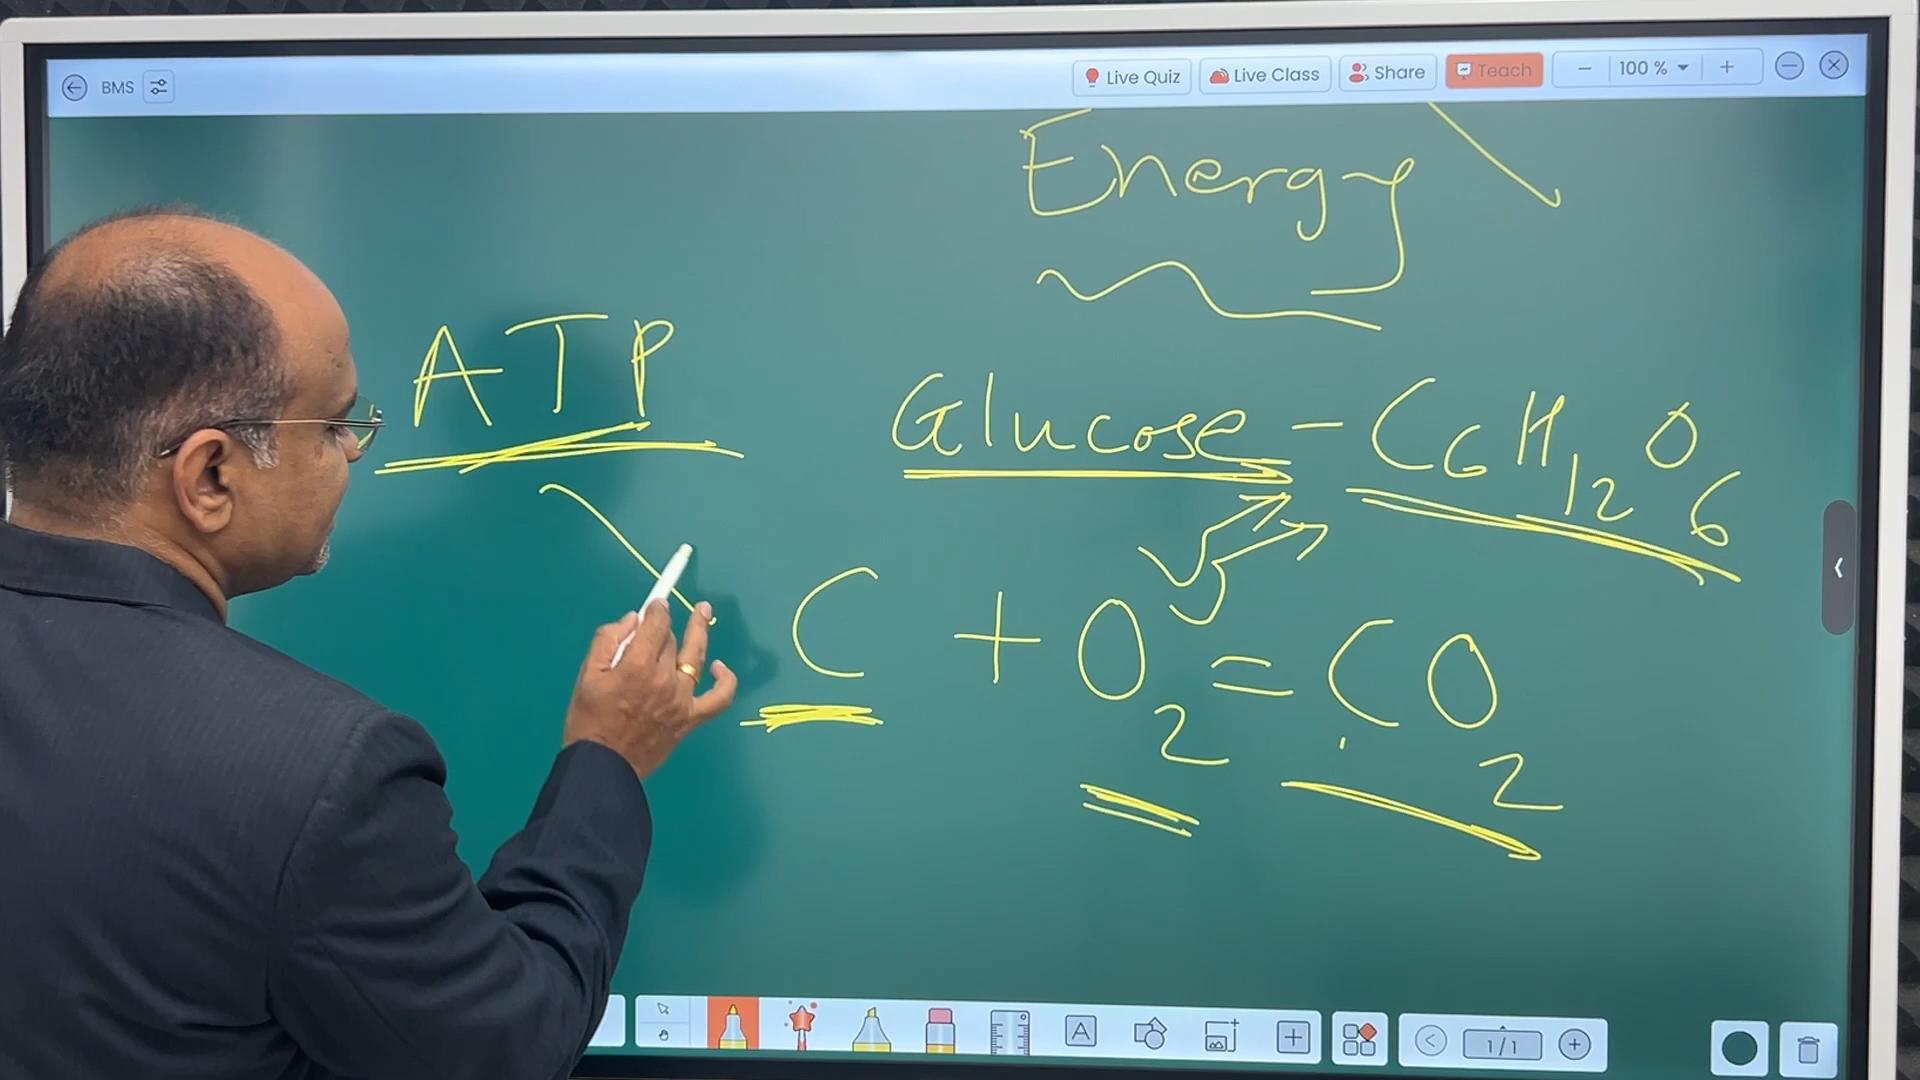 BMS Live Quiz Live Class Share Teach 100 %
Energy
ATP
Glucose - C6H12O6
C + O2 = CO2
A
1/1